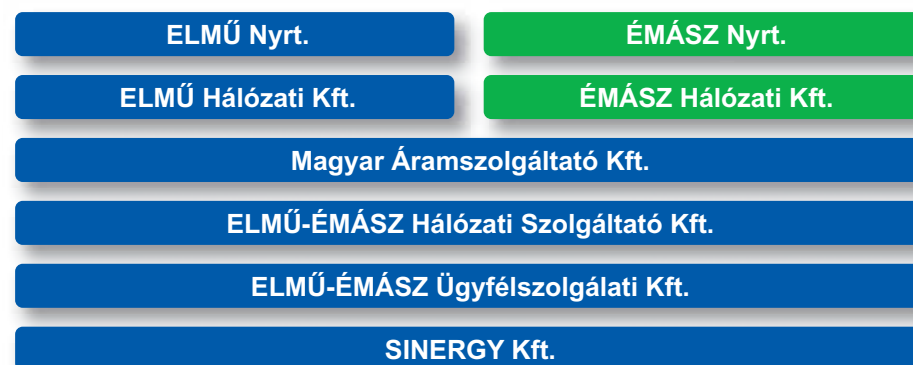 ELMŰ Nyrt.
ÉMÁSZ Nyrt.
ELMŰ Hálózati Kft.
ÉMÁSZ Hálózati Kft.
Magyar Áramszolgáltató Kft.
ELMŰ-ÉMÁSZ Hálózati Szolgáltató Kft.
ELMŰ-ÉMÁSZ Ügyfélszolgálati Kft.
SINERGY Kft.